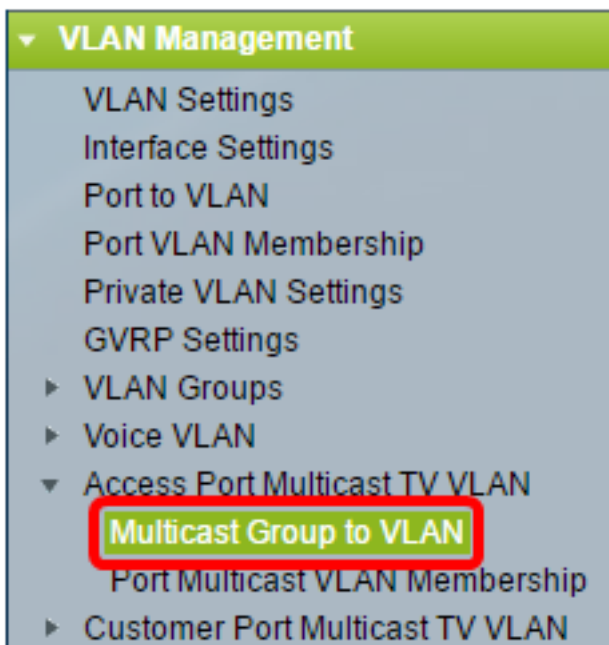 VLAN Management
VLAN Settings
Interface Settings
Port to VLAN
Port VLAN Membership
Private VLAN Settings
GVRP Settings
VLAN Groups
Voice VLAN
Access Port Multicast TV VLAN
Multicast Group to VLAN
Port Multicast VLAN Membership
Customer Port Multicast TV VLAN